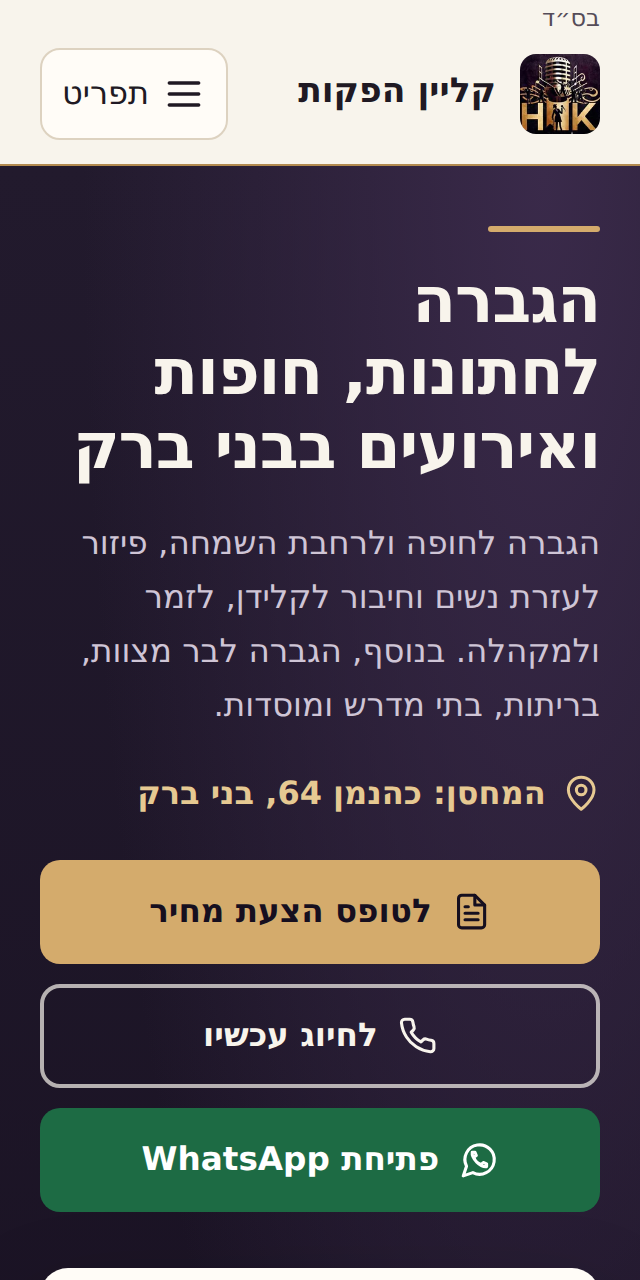 בס״ד
קליין הפקות
HK
תפריט
הגברה
לחתונות, חופות
ואירועים בבני ברק
הגברה לחופה ולרחבת השמחה, פיזור
לעזרת נשים וחיבור לקלידן, לזמר
ולמקהלה. בנוסף, הגברה לבר מצוות,
בריתות, בתי מדרש ומוסדות.
המחסן: כהנמן 64, בני ברק
לטופס הצעת מחיר
לחיוג עכשיו
פתיחת WhatsApp